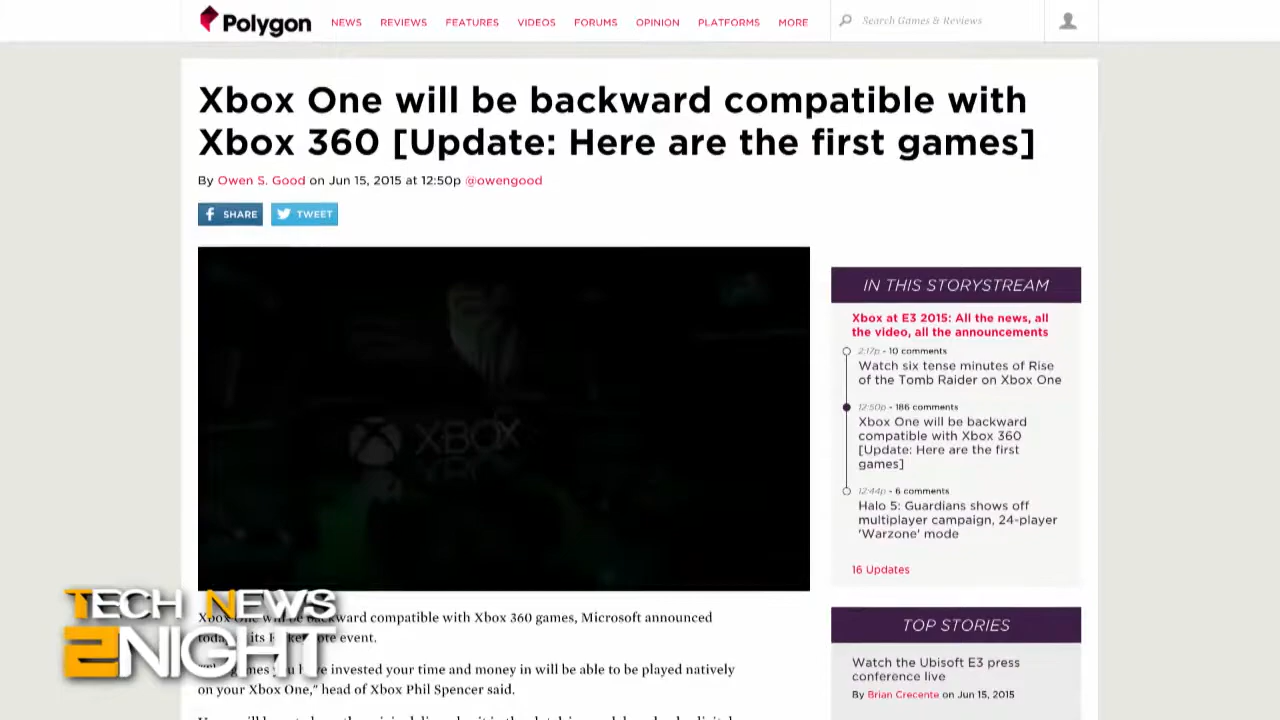 Polygon
NEWS REVIEWS FEATURES VIDEOS FORUMS OPINION PLATFORMS MORE
Search Games & Reviews
Xbox One will be backward compatible with
Xbox 360 [Update: Here are the first games]
By Owen S. Good on Jun 15, 2015 at 12:50p @owengood
SHARE
TWEET
XBOX
Xbox One will be backward compatible with Xbox 360 games, Microsoft announced
its event.
invested your time and money in will be able to be played natively
on your Xbox One,” head of Xbox Phil Spencer said.
TECH NEWS
2NIGHT
IN THIS STORYSTREAM
Xbox at E3 2015: All the news, all
the video, all the announcements
2:17p - 10 comments
Watch six tense minutes of Rise
of the Tomb Raider on Xbox One
12:50p - 186 comments
Xbox One will be backward
compatible with Xbox 360
[Update: Here are the first
games]
12:44p - 6 comments
Halo 5: Guardians shows off
multiplayer campaign, 24-player
'Warzone' mode
16 Updates
TOP STORIES
Watch the Ubisoft E3 press
conference live
By Brian Crecente on Jun 15, 2015